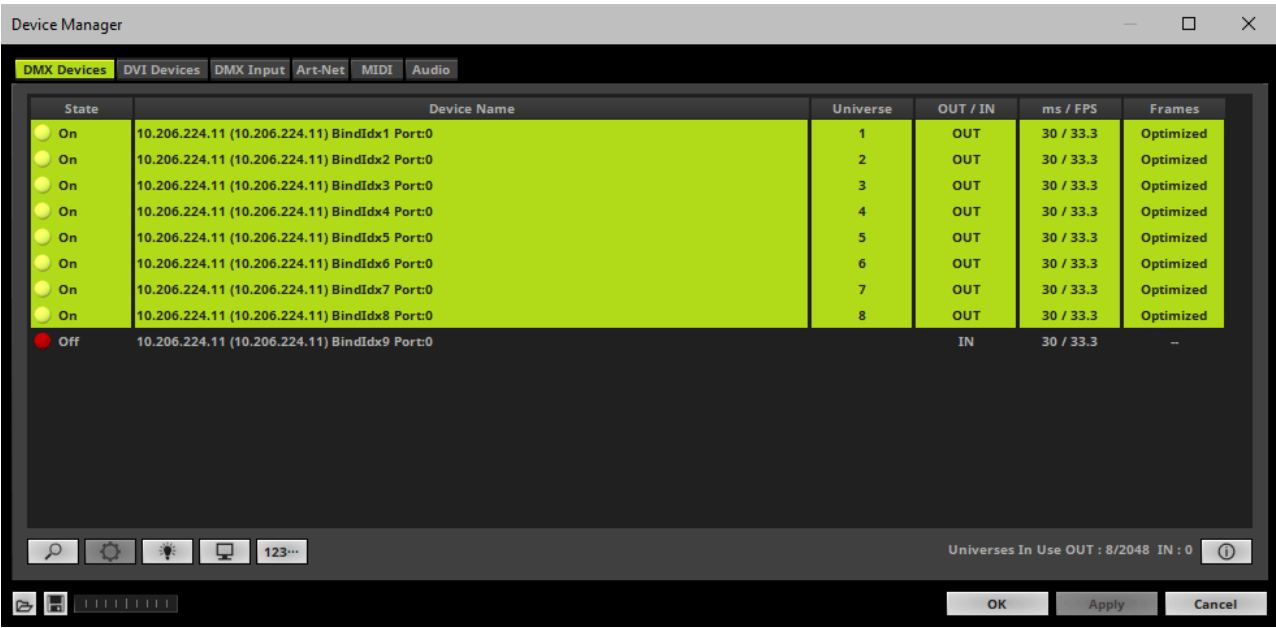 Device Manager
DMX Devices DVI Devices DMX Input Art-Net MIDI Audio
State Device Name Universe OUT / IN ms / FPS Frames
On 10.206.224.11 (10.206.224.11) BindIdx1 Port:0 1 OUT 30 / 33.3 Optimized
On 10.206.224.11 (10.206.224.11) BindIdx2 Port:0 2 OUT 30 / 33.3 Optimized
On 10.206.224.11 (10.206.224.11) BindIdx3 Port:0 3 OUT 30 / 33.3 Optimized
On 10.206.224.11 (10.206.224.11) BindIdx4 Port:0 4 OUT 30 / 33.3 Optimized
On 10.206.224.11 (10.206.224.11) BindIdx5 Port:0 5 OUT 30 / 33.3 Optimized
On 10.206.224.11 (10.206.224.11) BindIdx6 Port:0 6 OUT 30 / 33.3 Optimized
On 10.206.224.11 (10.206.224.11) BindIdx7 Port:0 7 OUT 30 / 33.3 Optimized
On 10.206.224.11 (10.206.224.11) BindIdx8 Port:0 8 OUT 30 / 33.3 Optimized
Off 10.206.224.11 (10.206.224.11) BindIdx9 Port:0 IN 30 / 33.3 --
123... Universes In Use OUT : 8/2048 IN : 0
OK Apply Cancel